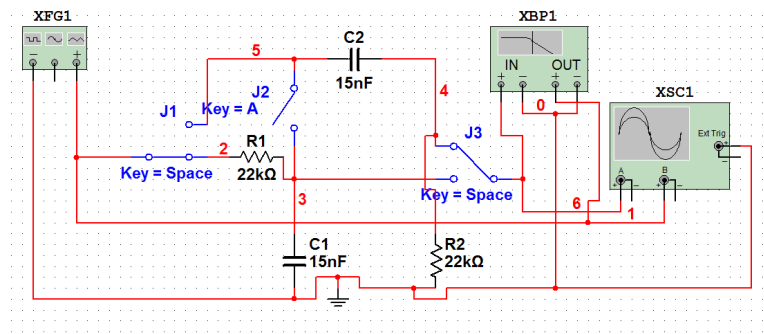 XFG1
XBP1
C2
15nF
5
IN OUT
+ − + −
− +
XSC1
J1
Key = A
J2
4
0
Ext Trig
+
−
J3
2
R1
22kΩ
Key = Space
A B
+ − + −
Key = Space
3
6
1
C1
15nF
R2
22kΩ